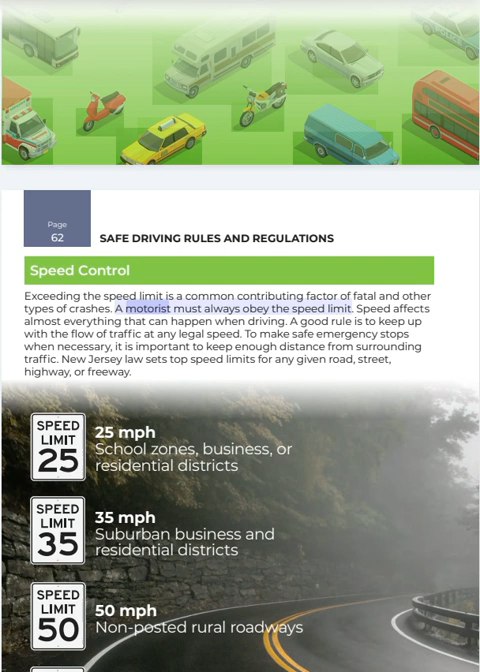 Page
62
SAFE DRIVING RULES AND REGULATIONS
Speed Control
Exceeding the speed limit is a common contributing factor of fatal and other
types of crashes. A motorist must always obey the speed limit. Speed affects
almost everything that can happen when driving. A good rule is to keep up
with the flow of traffic at any legal speed. To make safe emergency stops
when necessary, it is important to keep enough distance from surrounding
traffic. New Jersey law sets top speed limits for any given road, street,
highway, or freeway.
SPEED
LIMIT
25
25 mph
School zones, business, or
residential districts
SPEED
LIMIT
35
35 mph
Suburban business and
residential districts
SPEED
LIMIT
50
50 mph
Non-posted rural roadways